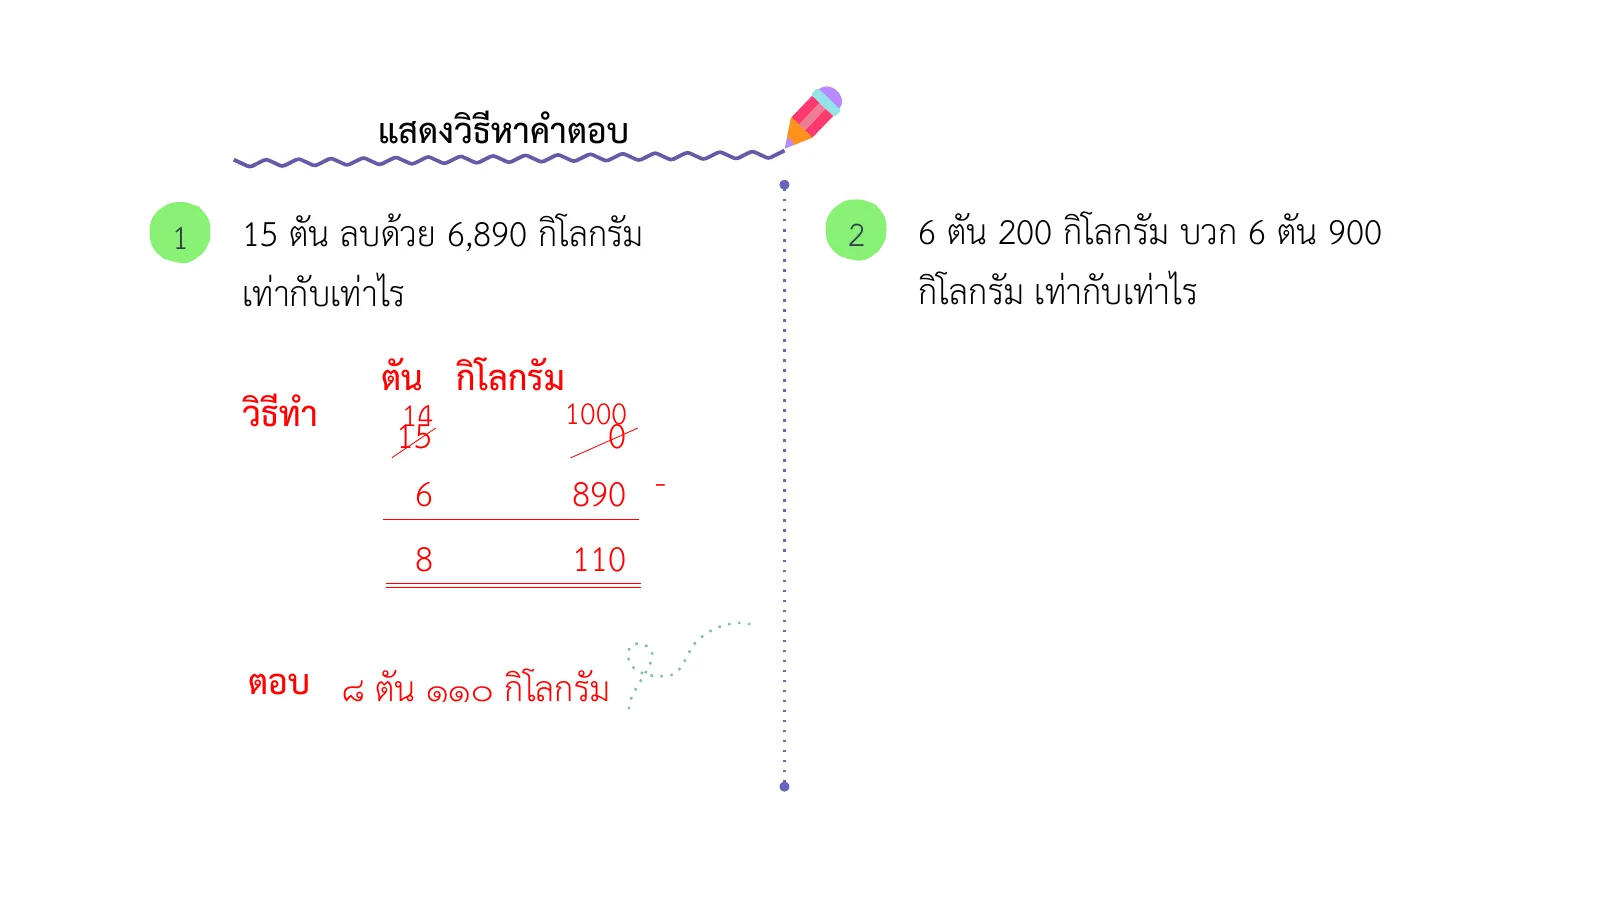 แสดงวิธีหาคำตอบ
1
15 ตัน ลบด้วย 6,890 กิโลกรัม
เท่ากับเท่าไร
ตัน กิโลกรัม
วิธีทำ
14 1000
15 0
6 890 -
8 110
ตอบ ๘ ตัน ๑๑๐ กิโลกรัม
2
6 ตัน 200 กิโลกรัม บวก 6 ตัน 900
กิโลกรัม เท่ากับเท่าไร